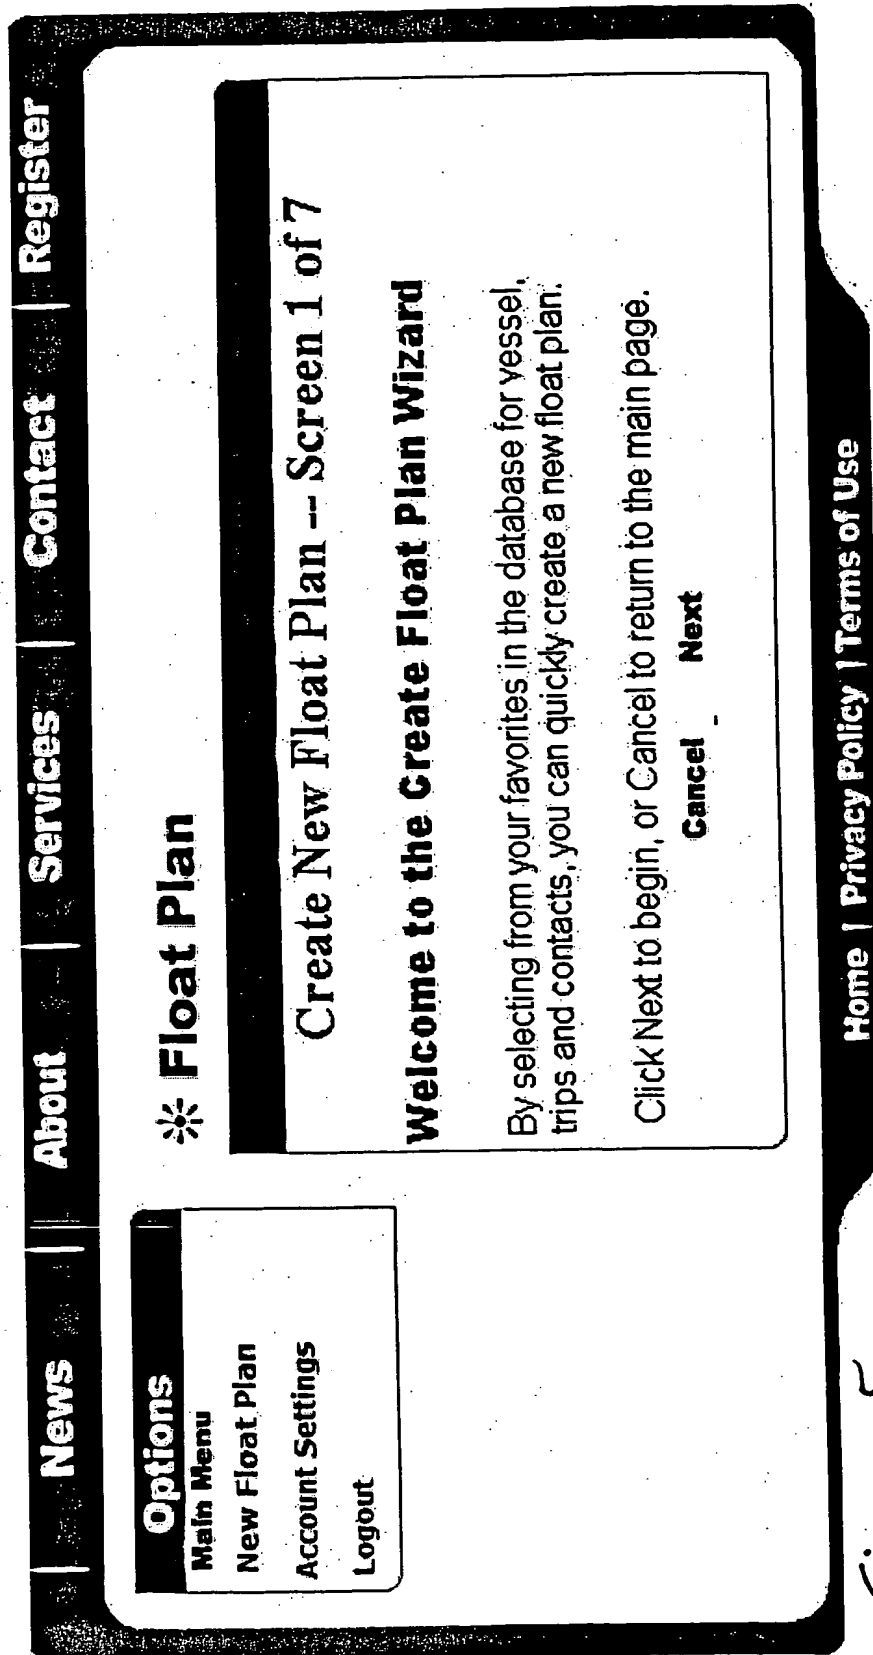 News | About | Services | Contact | Register
Options
Main Menu
New Float Plan
Account Settings
Logout
Float Plan
Create New Float Plan -- Screen 1 of 7
Welcome to the Create Float Plan Wizard
By selecting from your favorites in the database for vessel,
trips and contacts, you can quickly create a new float plan.
Click Next to begin, or Cancel to return to the main page.
Cancel Next
Home | Privacy Policy | Terms of Use